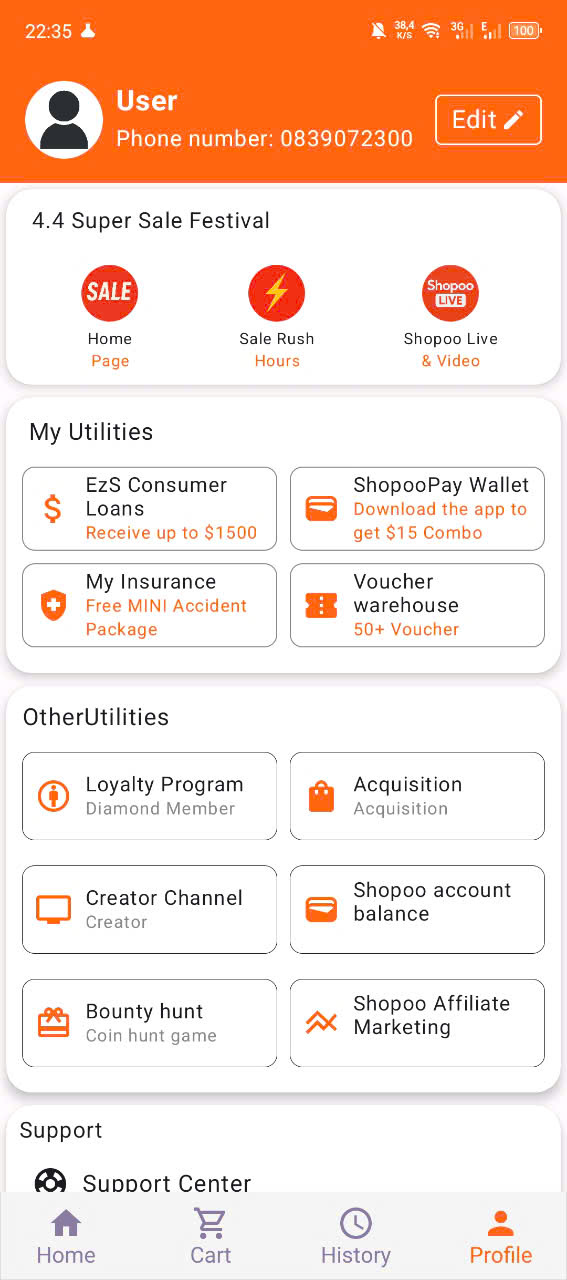 22:35
38,4
K/S
3G
E
100
User
Phone number: 0839072300
Edit
4.4 Super Sale Festival
SALE
Shopoo
LIVE
Home
Page
Sale Rush
Hours
Shopoo Live
& Video
My Utilities
EzS Consumer
Loans
Receive up to $1500
ShopooPay Wallet
Download the app to
get $15 Combo
My Insurance
Free MINI Accident
Package
Voucher
warehouse
50+ Voucher
OtherUtilities
Loyalty Program
Diamond Member
Acquisition
Acquisition
Creator Channel
Creator
Shopoo account
balance
Bounty hunt
Coin hunt game
Shopoo Affiliate
Marketing
Support
Support Center
Home
Cart
History
Profile